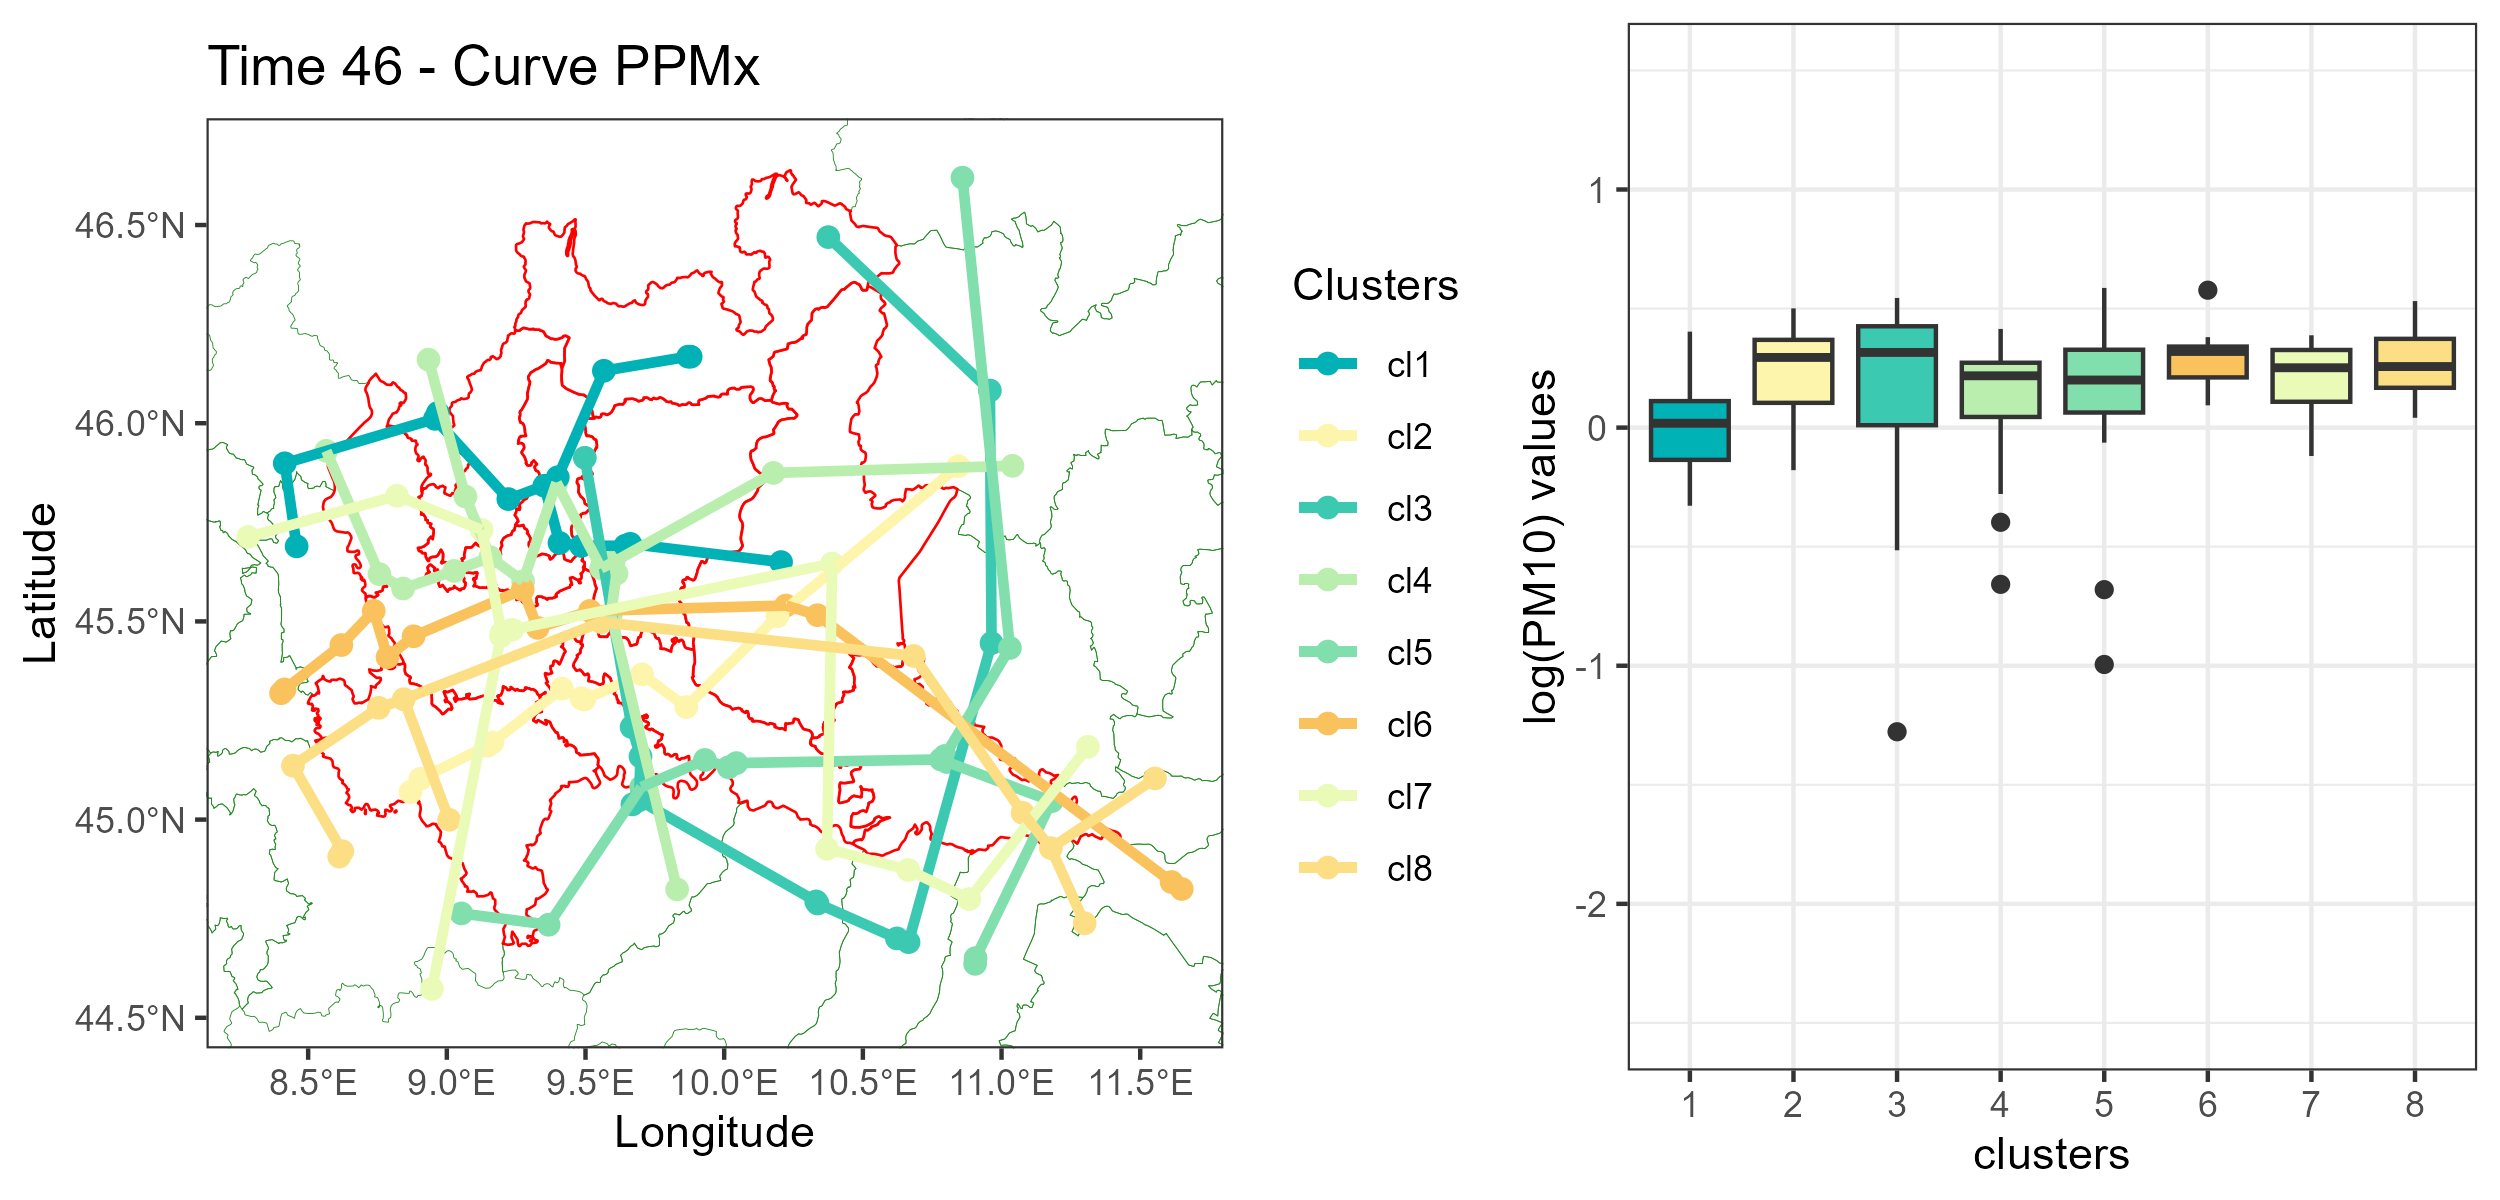 Time 46 - Curve PPMx
Latitude
46.5°N
46.0°N
45.5°N
45.0°N
44.5°N
8.5°E 9.0°E 9.5°E 10.0°E 10.5°E 11.0°E 11.5°E
Longitude
Clusters
cl1
cl2
cl3
cl4
cl5
cl6
cl7
cl8
log(PM10) values
1
0
-1
-2
1 2 3 4 5 6 7 8
clusters